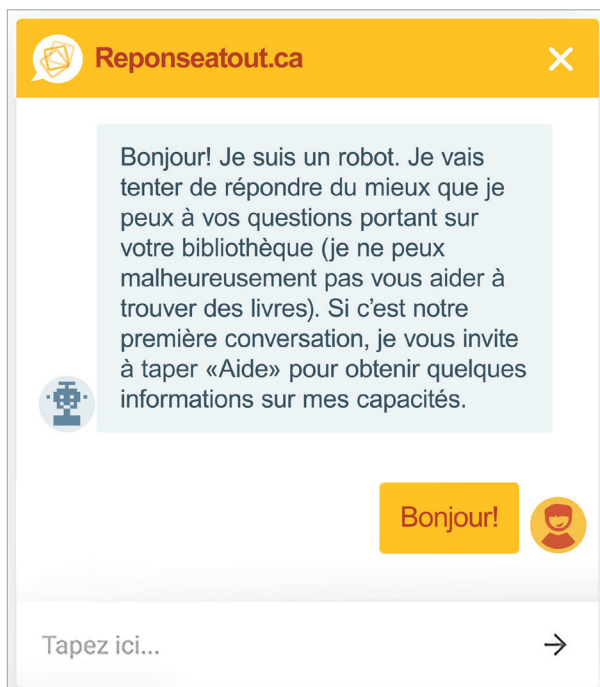 Reponseatout.ca
Bonjour! Je suis un robot. Je vais
tenter de répondre du mieux que je
peux à vos questions portant sur
votre bibliothèque (je ne peux
malheureusement pas vous aider à
trouver des livres). Si c'est notre
première conversation, je vous invite
à taper «Aide» pour obtenir quelques
informations sur mes capacités.
Bonjour!
Tapez ici...